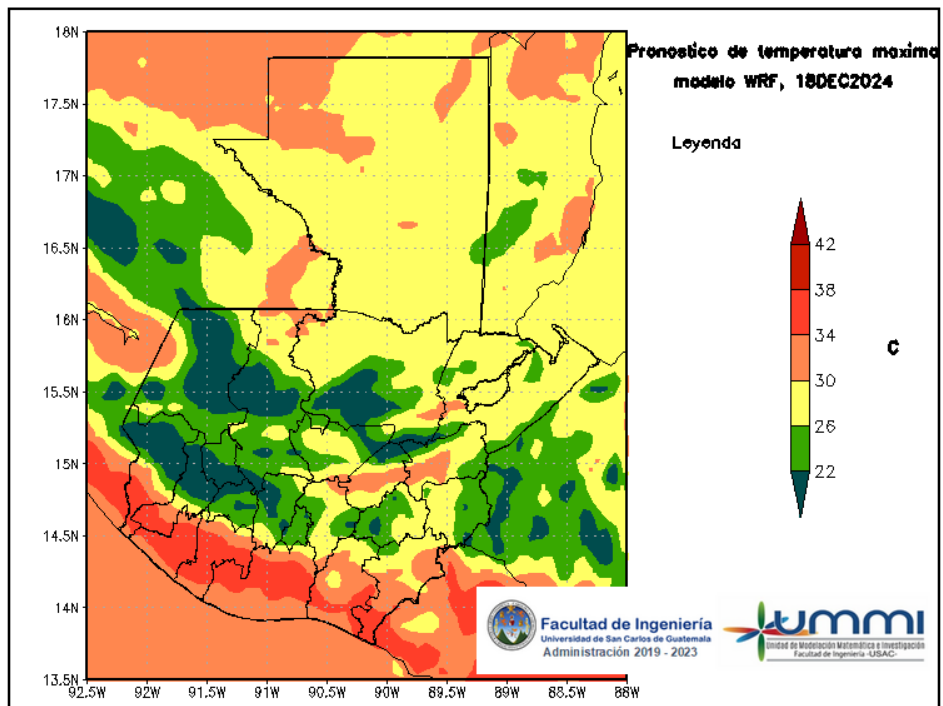 Pronostico de temperatura maxima
modelo WRF, 18DEC2024
Leyenda
42
38
34
30
26
22
C
18N
17.5N
17N
16.5N
16N
15.5N
15N
14.5N
14N
13.5N
92.5W 92W 91.5W 91W 90.5W 90W 89.5W 89W 88.5W 88W
Facultad de Ingeniería
Universidad de San Carlos de Guatemala
Administración 2019 - 2023
UMMI
Unidad de Modelación Matemática e Investigación
Facultad de Ingeniería -USAC-